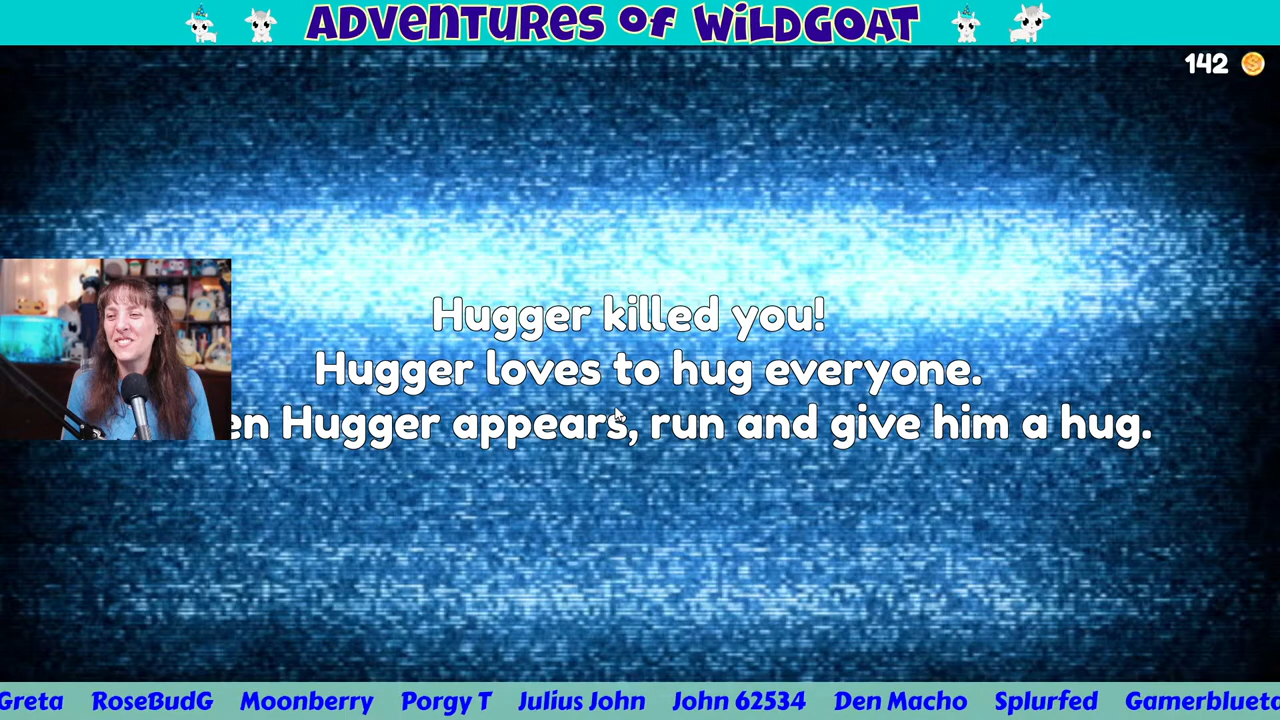 ADVENTURES OF WILDGOAT
142
Hugger killed you!
Hugger loves to hug everyone.
en Hugger appears, run and give him a hug.
Greta RoseBudG Moonberry Porgy T Julius John John 62534 Den Macho Splurfed